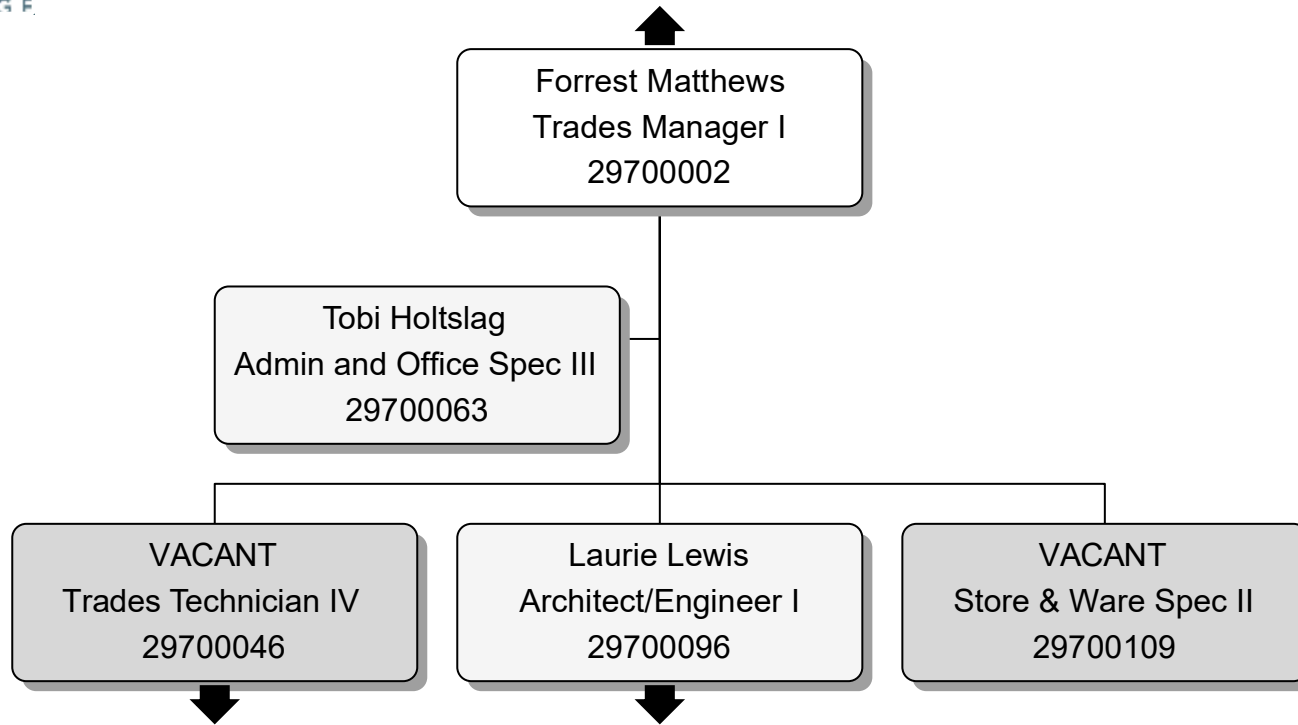 Forrest Matthews
Trades Manager I
29700002
Tobi Holtslag
Admin and Office Spec III
29700063
VACANT
Trades Technician IV
29700046
Laurie Lewis
Architect/Engineer I
29700096
VACANT
Store & Ware Spec II
29700109